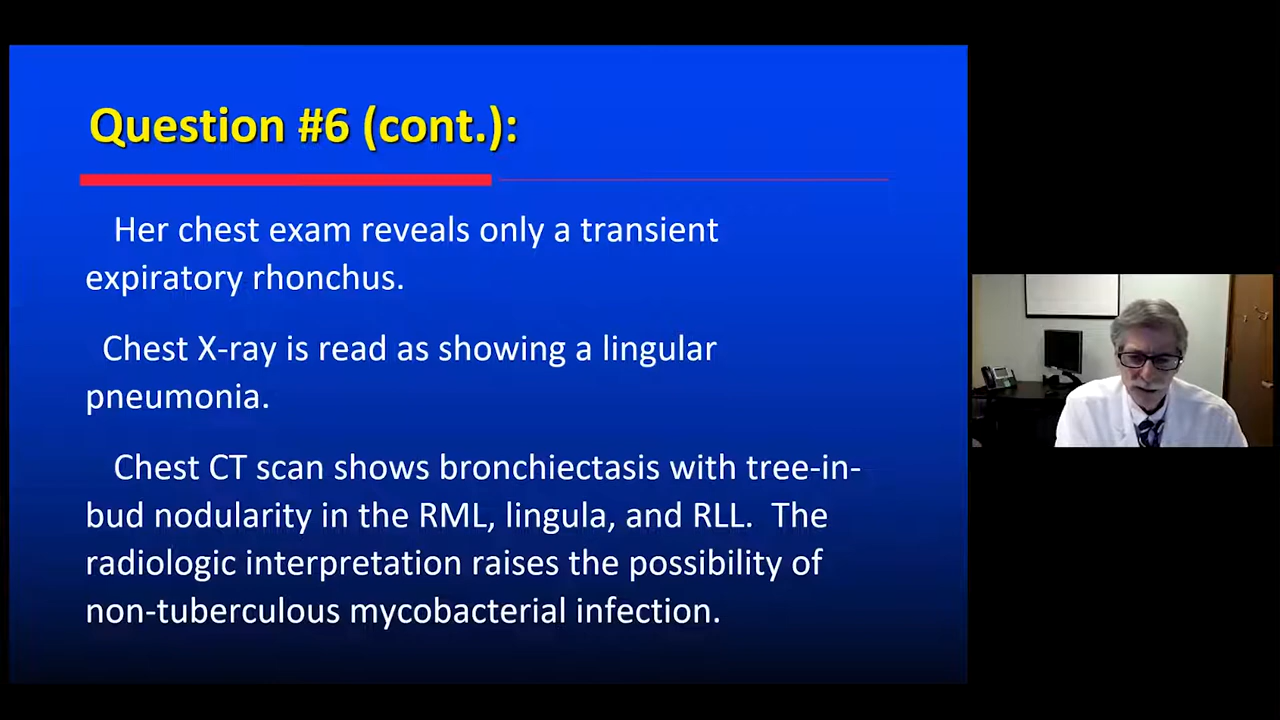 Question #6 (cont.):
Her chest exam reveals only a transient
expiratory rhonchus.
Chest X-ray is read as showing a lingular
pneumonia.
Chest CT scan shows bronchiectasis with tree-in-
bud nodularity in the RML, lingula, and RLL. The
radiologic interpretation raises the possibility of
non-tuberculous mycobacterial infection.